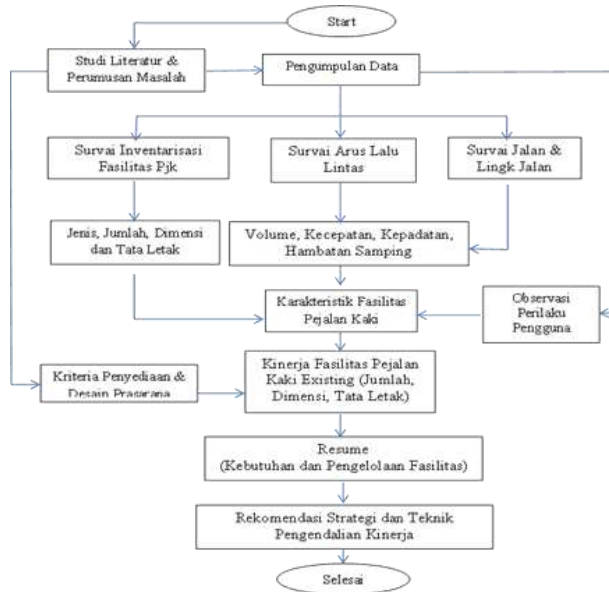 Start
Studi Literatur &
Perumusan Masalah
Pengumpulan Data
Survai Inventarisasi
Fasilitas Pjk
Survai Arus Lalu
Lintas
Survai Jalan &
Lingk Jalan
Jenis, Jumlah, Dimensi
dan Tata Letak
Volume, Kecepatan, Kepadatan,
Hambatan Samping
Karakteristik Fasilitas
Pejalan Kaki
Observasi
Perilaku
Pengguna
Kriteria Penyediaan &
Desain Prasarana
Kinerja Fasilitas Pejalan
Kaki Existing (Jumlah,
Dimensi, Tata Letak)
Resume
(Kebutuhan dan Pengelolaan Fasilitas)
Rekomendasi Strategi dan Teknik
Pengendalian Kinerja
Selesai